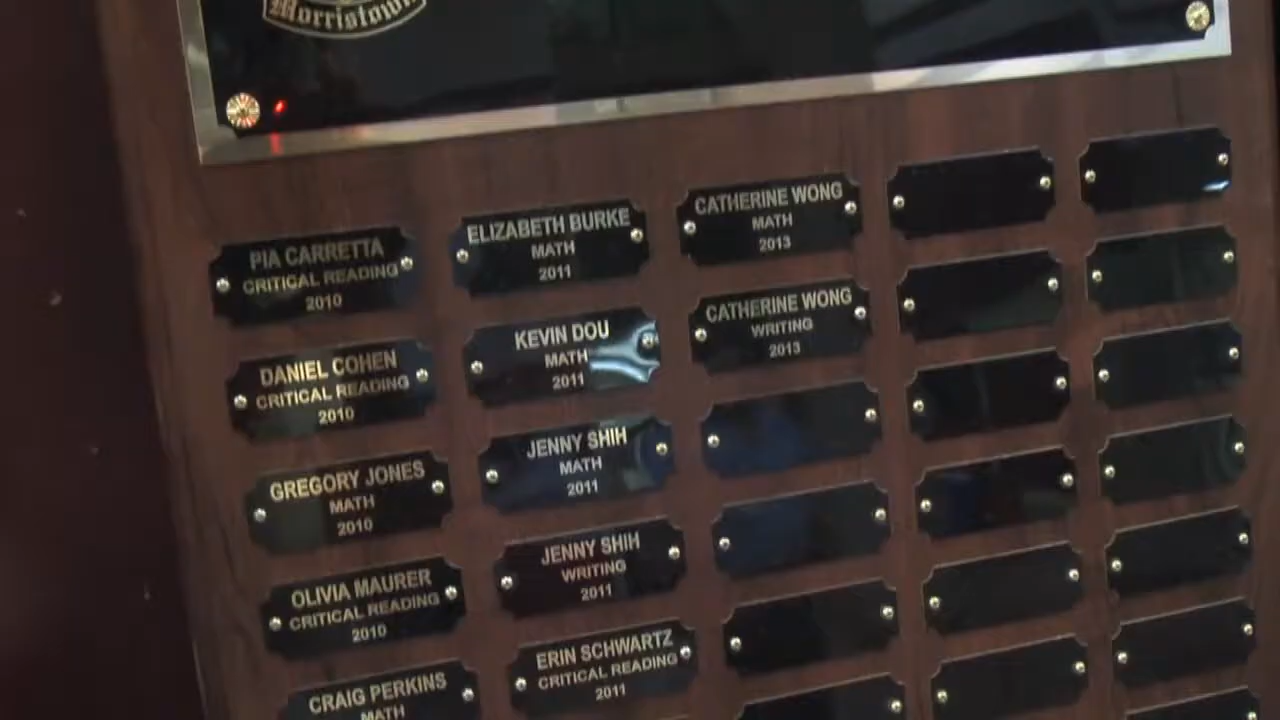 Morristown
PIA CARRETTA
CRITICAL READING
2010
DANIEL COHEN
CRITICAL READING
2010
GREGORY JONES
MATH
2010
OLIVIA MAURER
CRITICAL READING
2010
CRAIG PERKINS
MATH
ELIZABETH BURKE
MATH
2011
KEVIN DOU
MATH
2011
JENNY SHIH
MATH
2011
JENNY SHIH
WRITING
2011
ERIN SCHWARTZ
CRITICAL READING
2011
CATHERINE WONG
MATH
2013
CATHERINE WONG
WRITING
2013